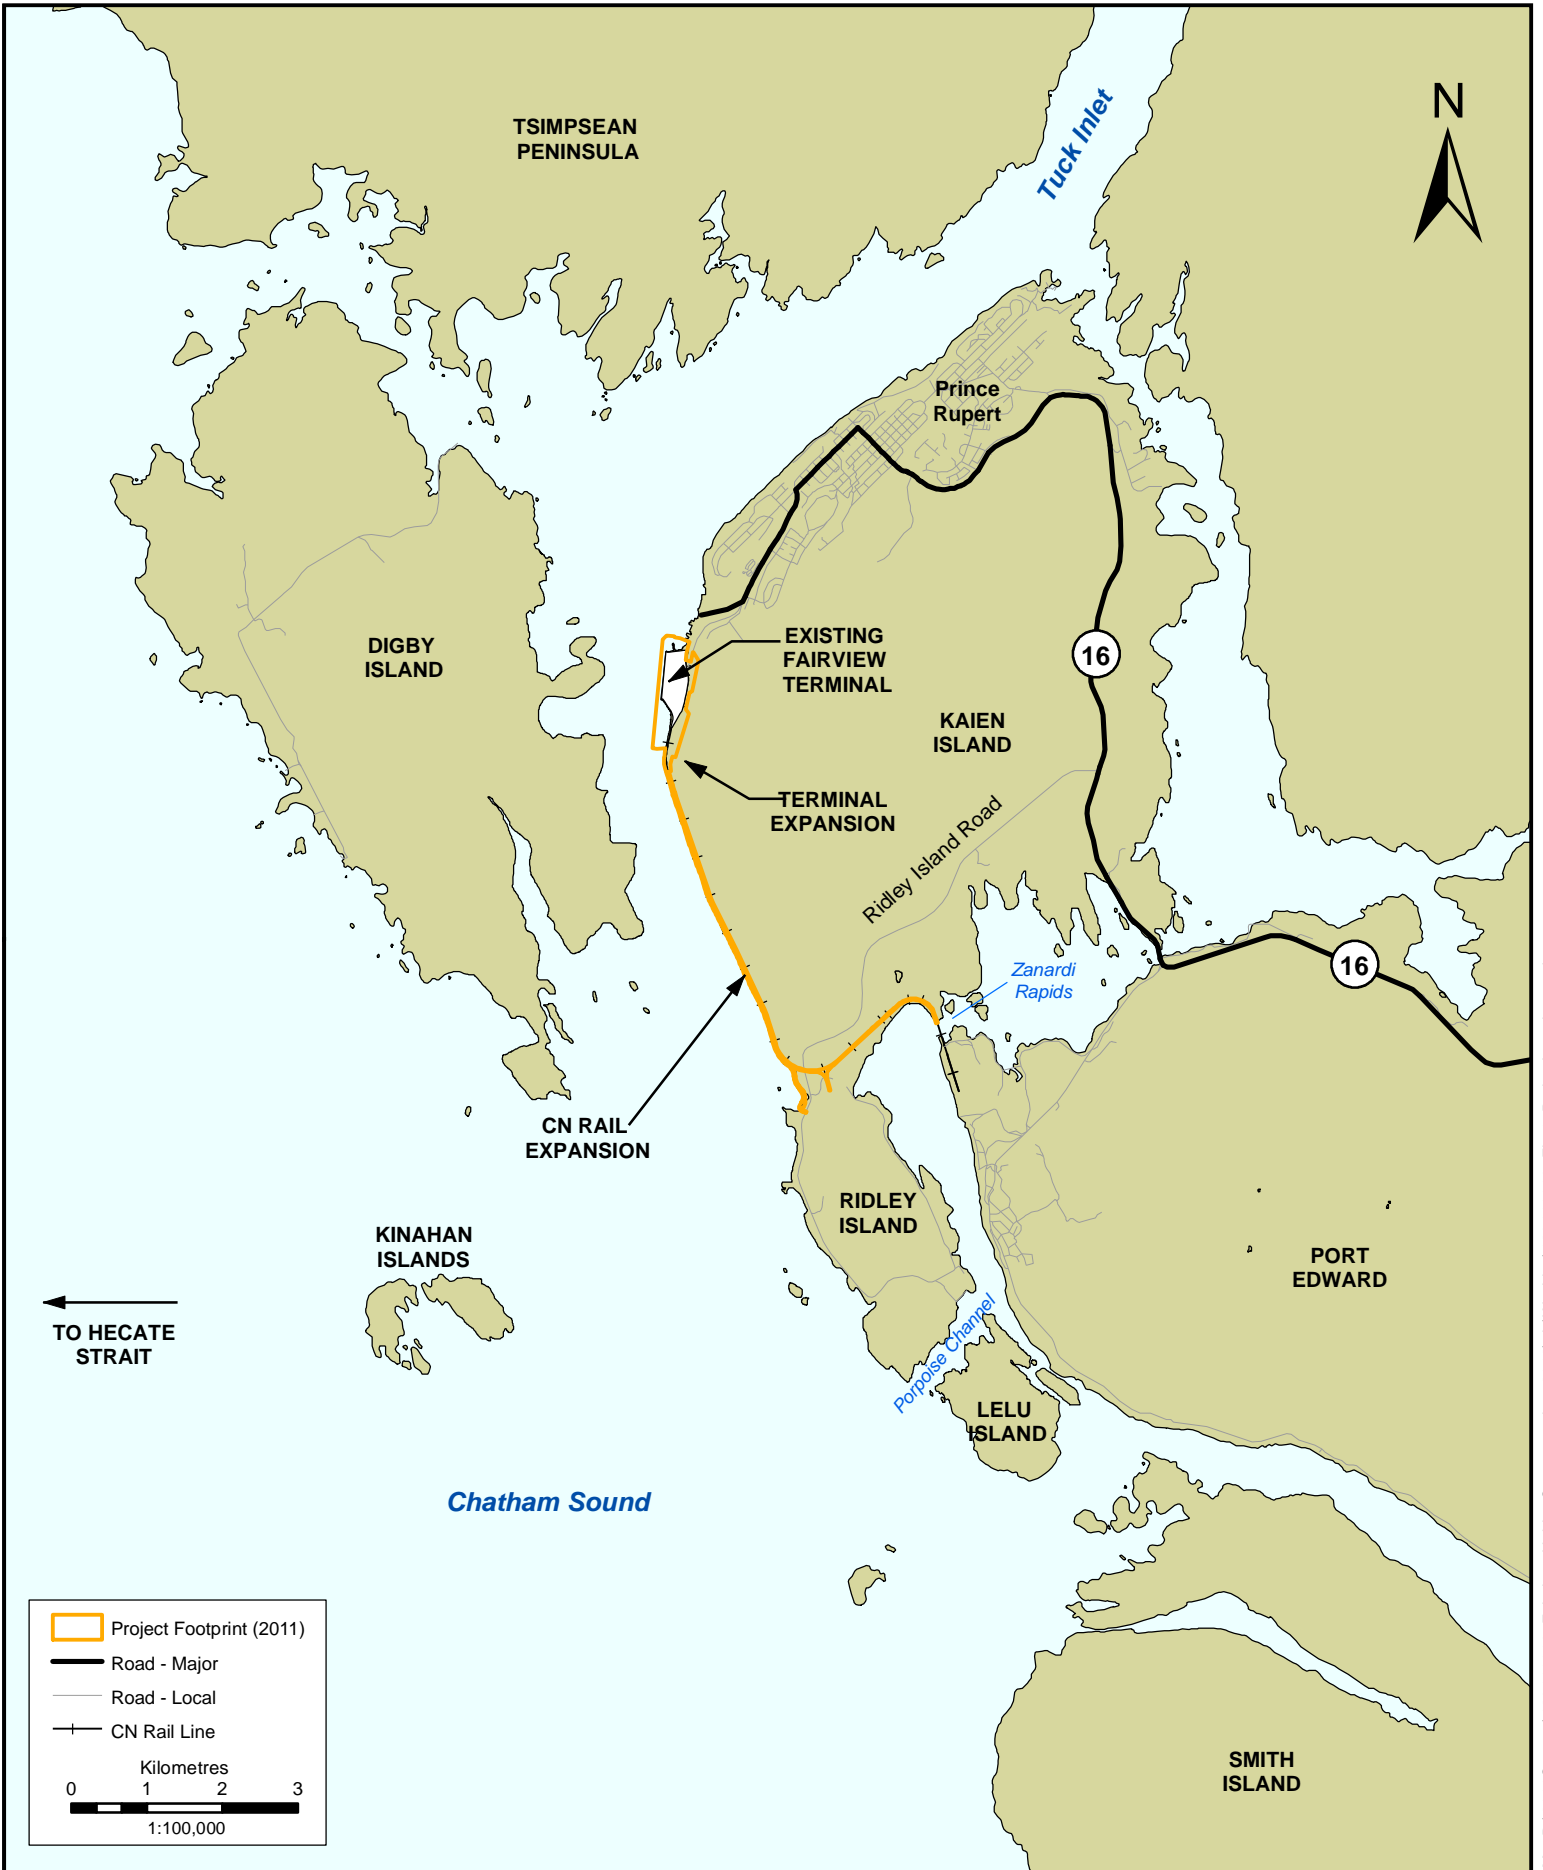 TSIMPSEAN
PENINSULA
Tuck Inlet
N
Prince
Rupert
DIGBY
ISLAND
EXISTING
FAIRVIEW
TERMINAL
16
KAIEN
ISLAND
TERMINAL
EXPANSION
Ridley Island Road
Zanardi
Rapids
16
CN RAIL
EXPANSION
RIDLEY
ISLAND
KINAHAN
ISLANDS
PORT
EDWARD
TO HECATE
STRAIT
Porpoise Channel
LELU
ISLAND
Chatham Sound
SMITH
ISLAND
Project Footprint (2011)
Road - Major
Road - Local
CN Rail Line
Kilometres
0 1 2 3
1:100,000